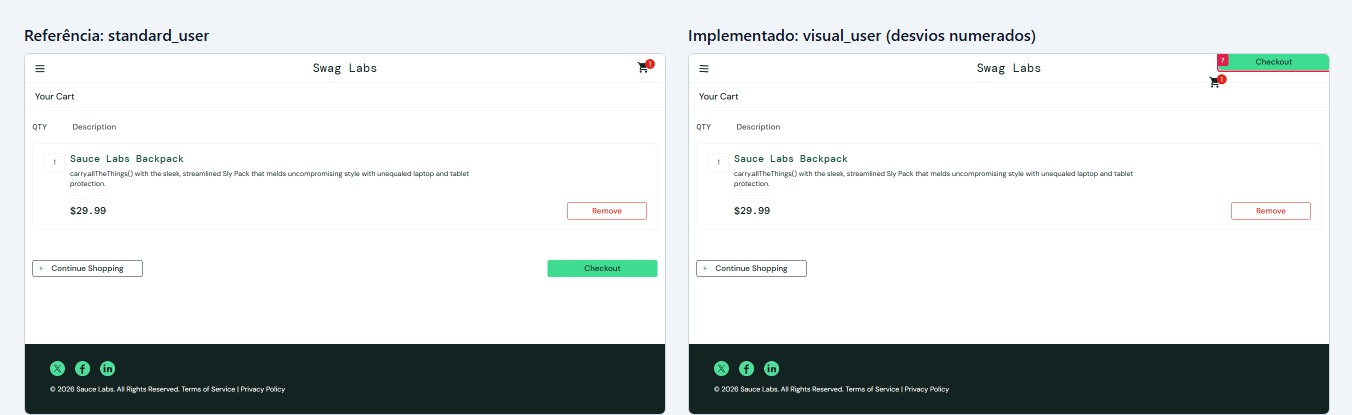 Referência: standard_user
Swag Labs
1
Your Cart
QTY Description
1
Sauce Labs Backpack
carry.allTheThings() with the sleek, streamlined Sly Pack that melds uncompromising style with unequaled laptop and tablet
protection.
$29.99
Remove
Continue Shopping
Checkout
© 2026 Sauce Labs. All Rights Reserved. Terms of Service | Privacy Policy
Implementado: visual_user (desvios numerados)
7
Checkout
Swag Labs
1
Your Cart
QTY Description
1
Sauce Labs Backpack
carry.allTheThings() with the sleek, streamlined Sly Pack that melds uncompromising style with unequaled laptop and tablet
protection.
$29.99
Remove
Continue Shopping
© 2026 Sauce Labs. All Rights Reserved. Terms of Service | Privacy Policy